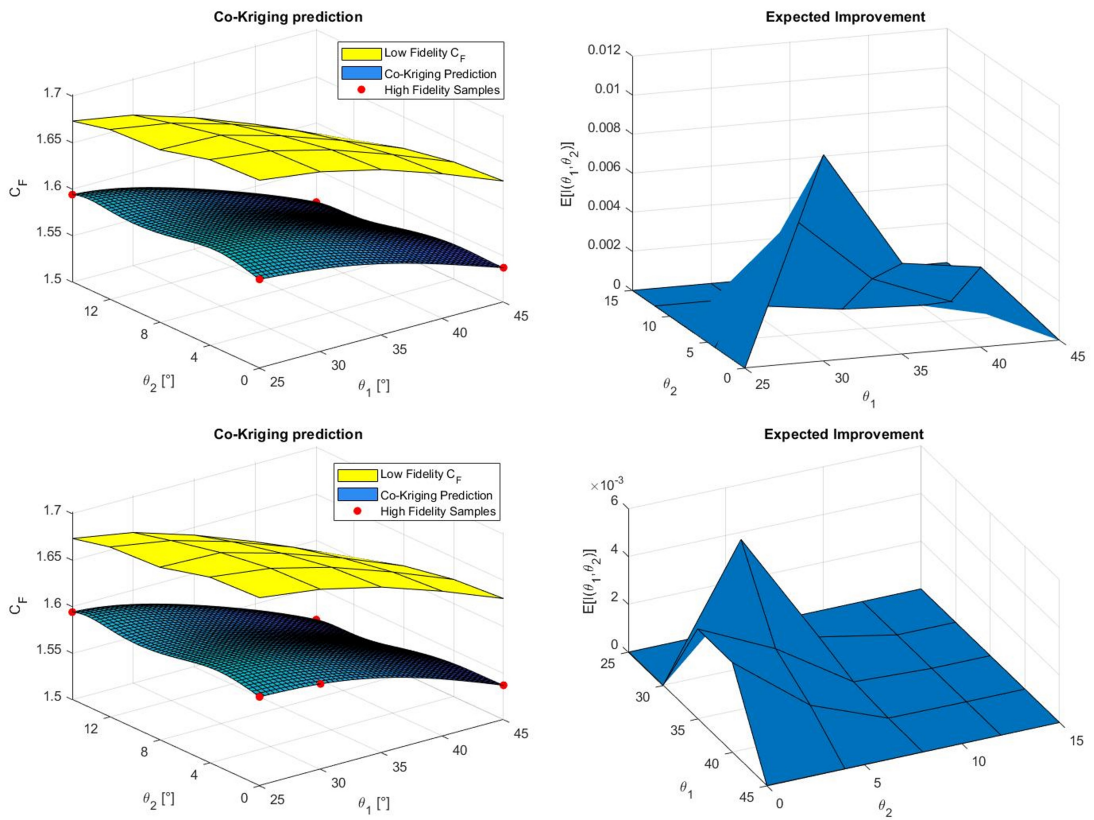 Co-Kriging prediction
Low Fidelity C_F
Co-Kriging Prediction
High Fidelity Samples
1.7
1.65
1.6
1.55
1.5
C_F
12
8
4
0
θ_2 [°]
25
30
35
40
45
θ_1 [°]
Expected Improvement
0.012
0.01
0.008
0.006
0.004
0.002
0
E[I(θ_1,θ_2)]
15
10
5
0
θ_2
25
30
35
40
45
θ_1
Co-Kriging prediction
Low Fidelity C_F
Co-Kriging Prediction
High Fidelity Samples
1.7
1.65
1.6
1.55
1.5
C_F
12
8
4
0
θ_2 [°]
25
30
35
40
45
θ_1 [°]
Expected Improvement
×10^-3
6
4
2
0
E[I(θ_1,θ_2)]
25
30
35
40
45
θ_1
0
5
10
15
θ_2